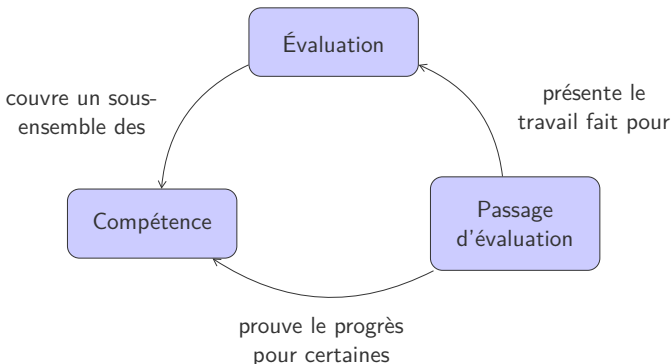 Évaluation
couvre un sous-
ensemble des
présente le
travail fait pour
Compétence
Passage
d'évaluation
prouve le progrès
pour certaines